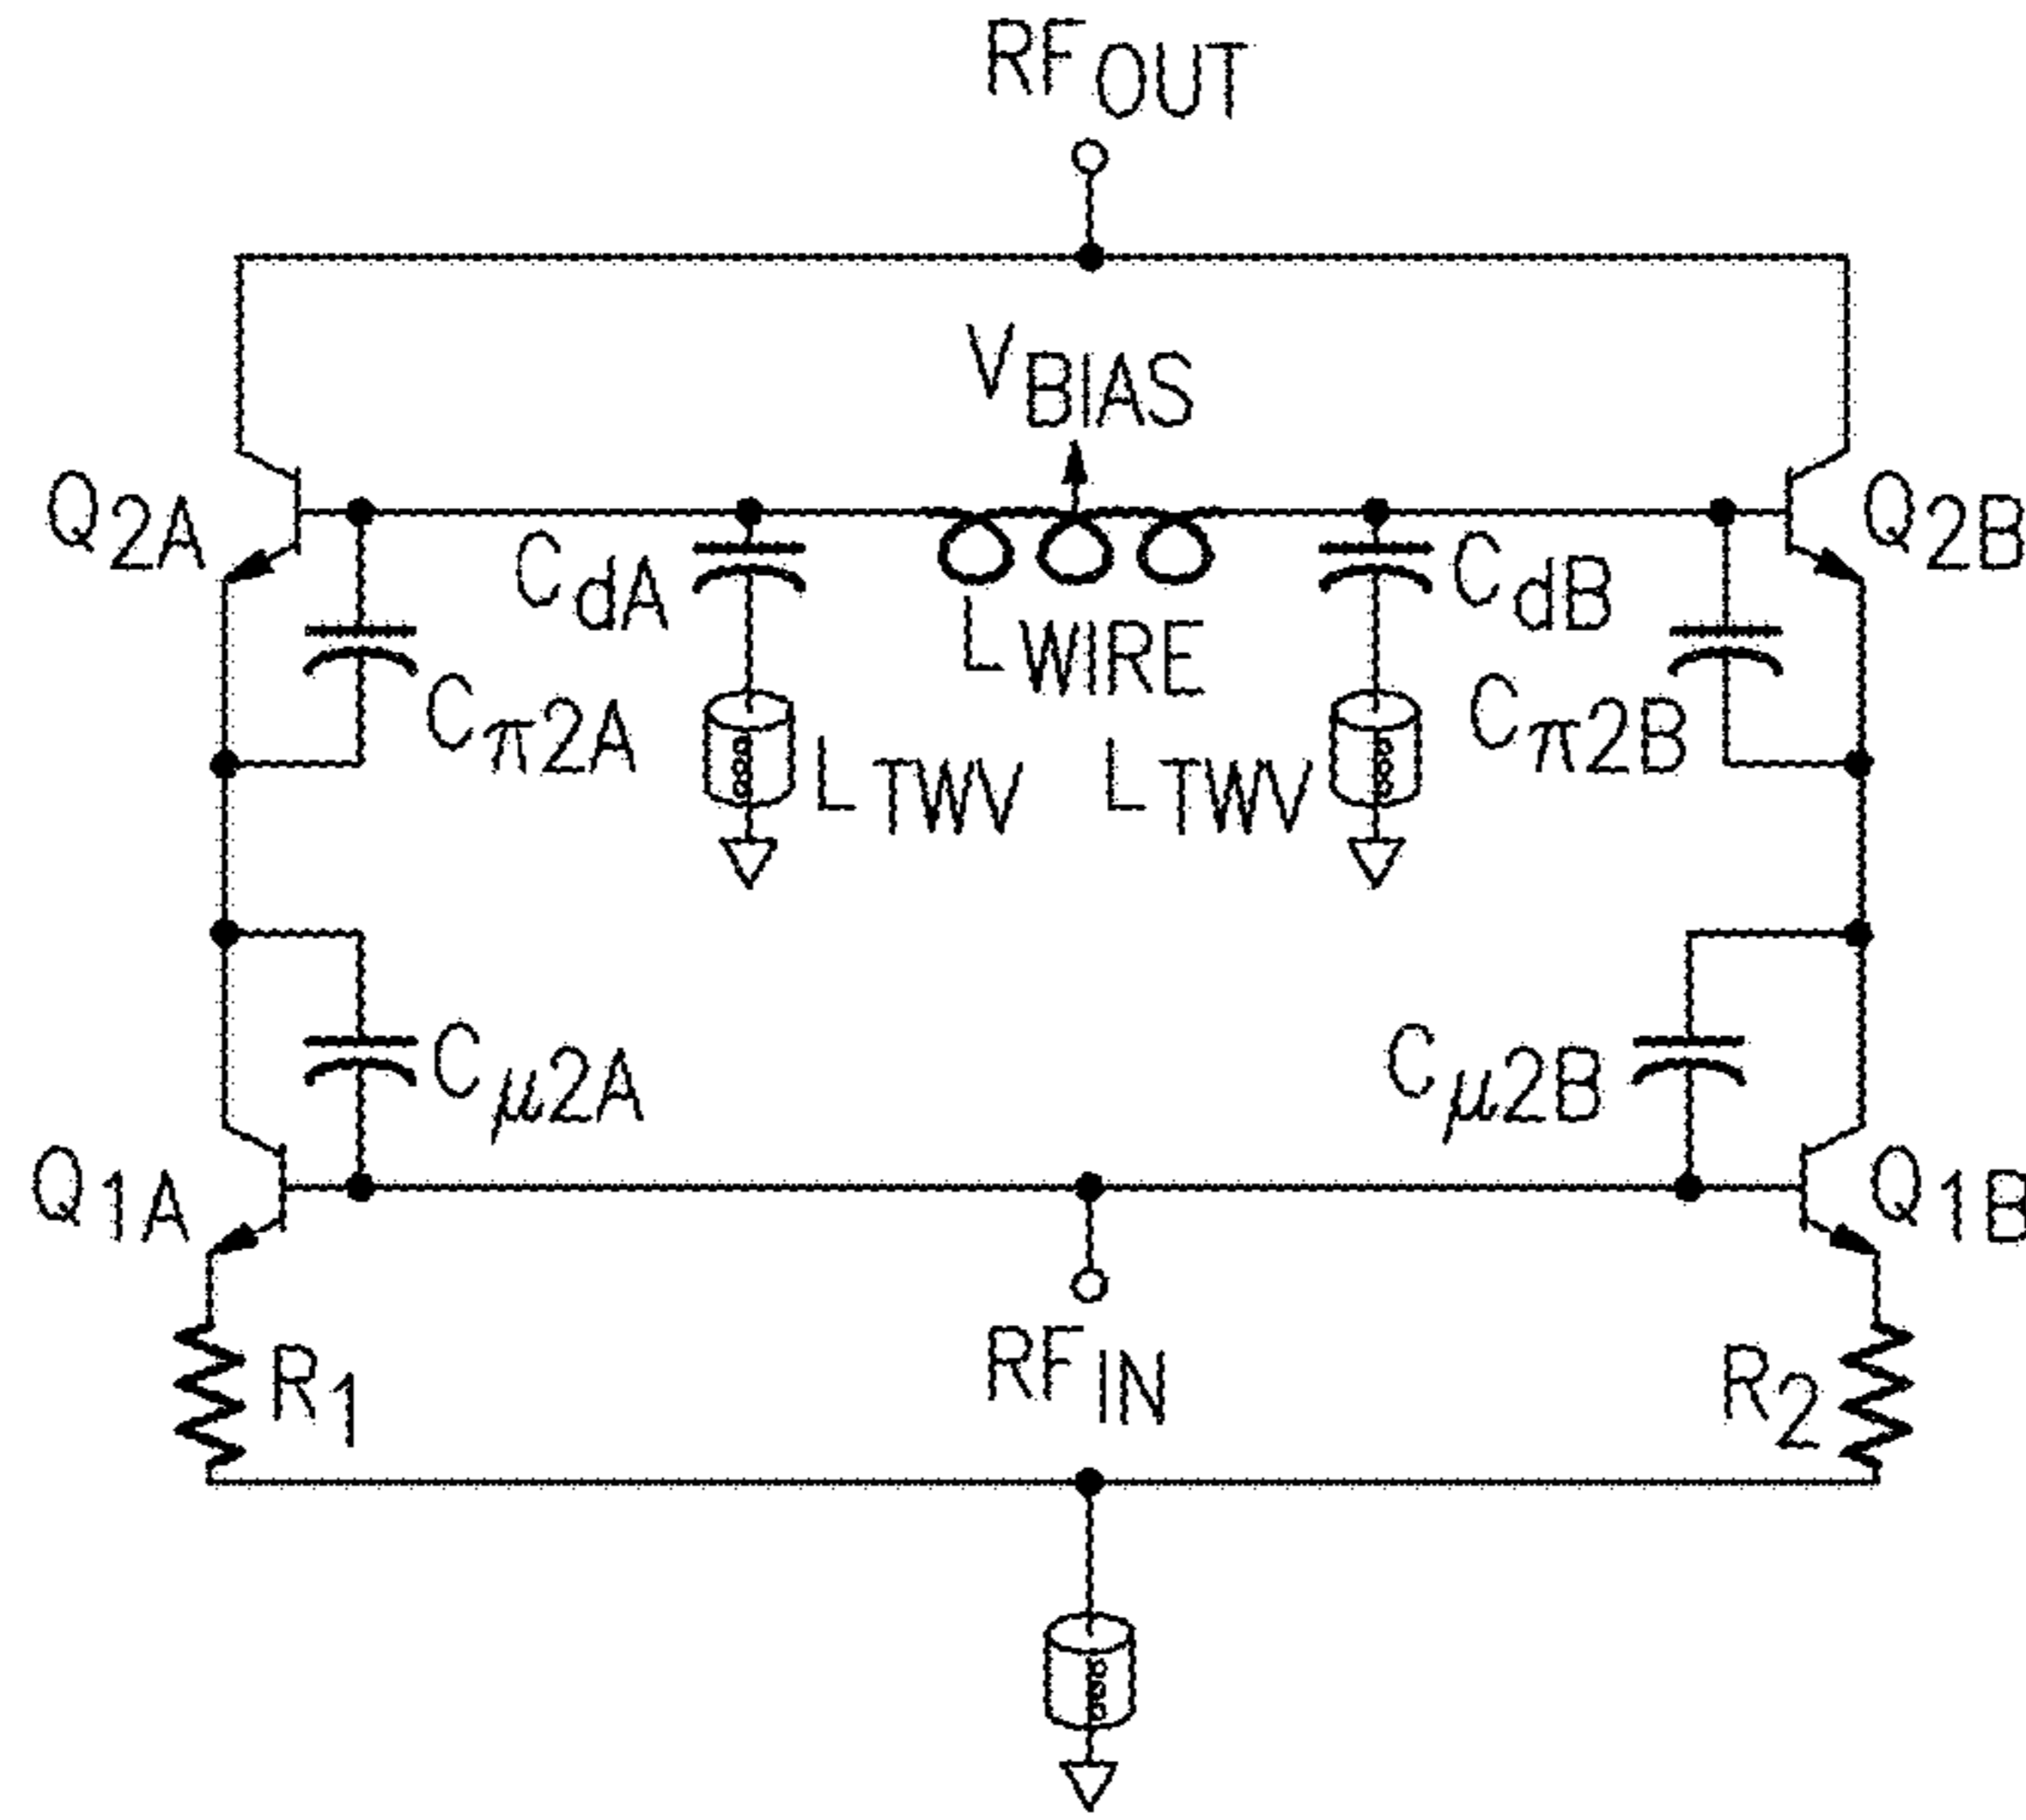 RFOUT
VBIAS
Q2A
Q2B
CdA
CdB
LWIRE
Cπ2A
Cπ2B
LTWV
LTWV
Cμ2A
Cμ2B
Q1A
Q1B
RFIN
R1
R2